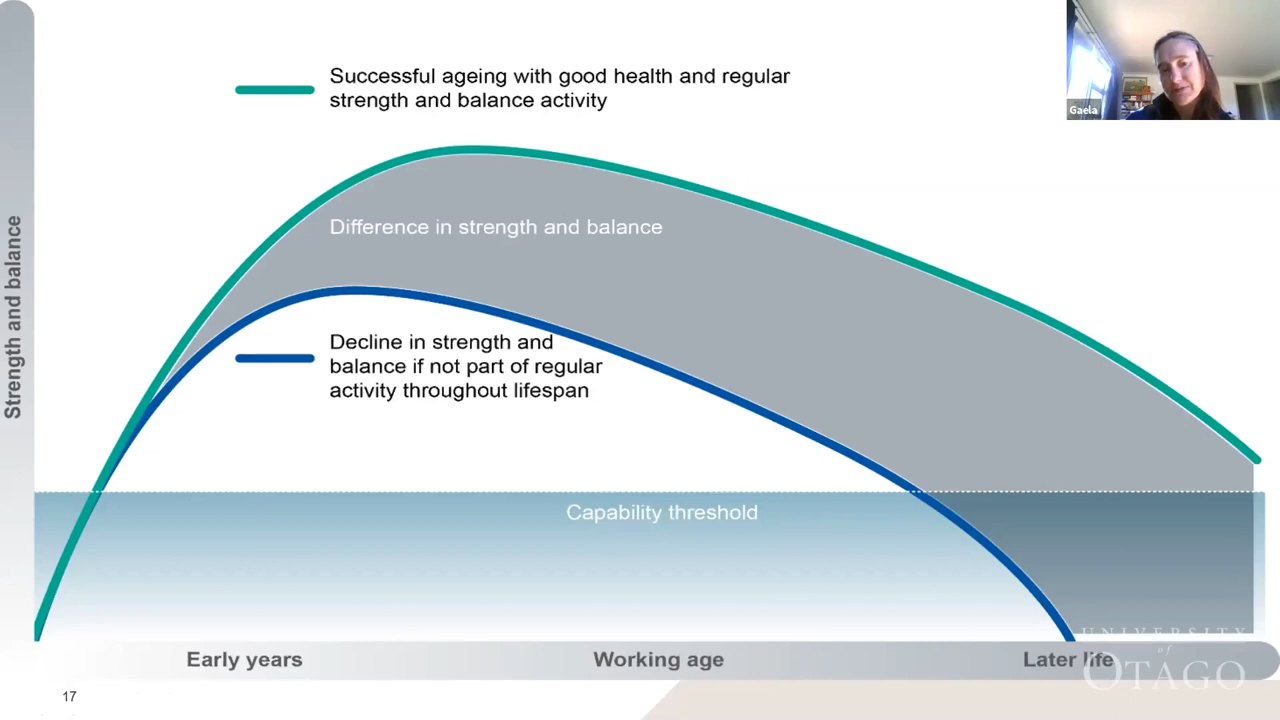 Successful ageing with good health and regular
strength and balance activity
Gaela
Difference in strength and balance
Strength and balance
Decline in strength and
balance if not part of regular
activity throughout lifespan
Capability threshold
Early years
Working age
Later life
UNIVERSITY
of
OTAGO
17